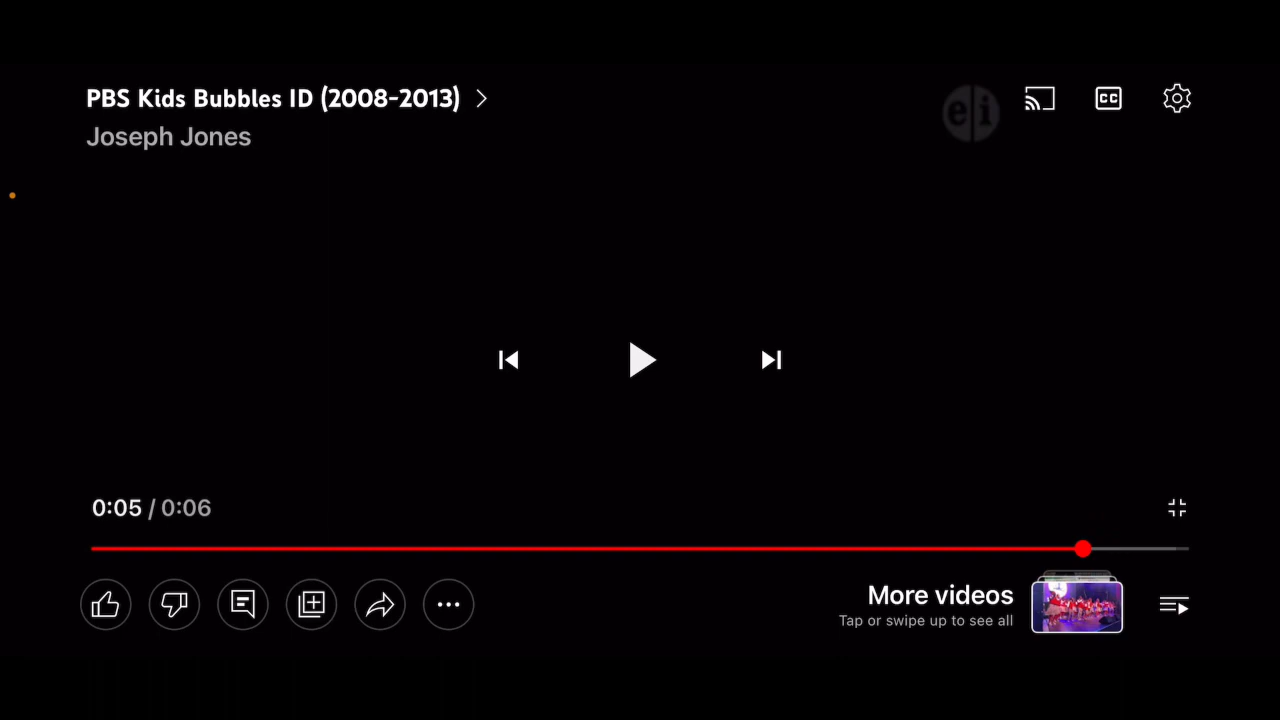 PBS Kids Bubbles ID (2008-2013)
Joseph Jones
e i
CC
0:05 / 0:06
More videos
Tap or swipe up to see all